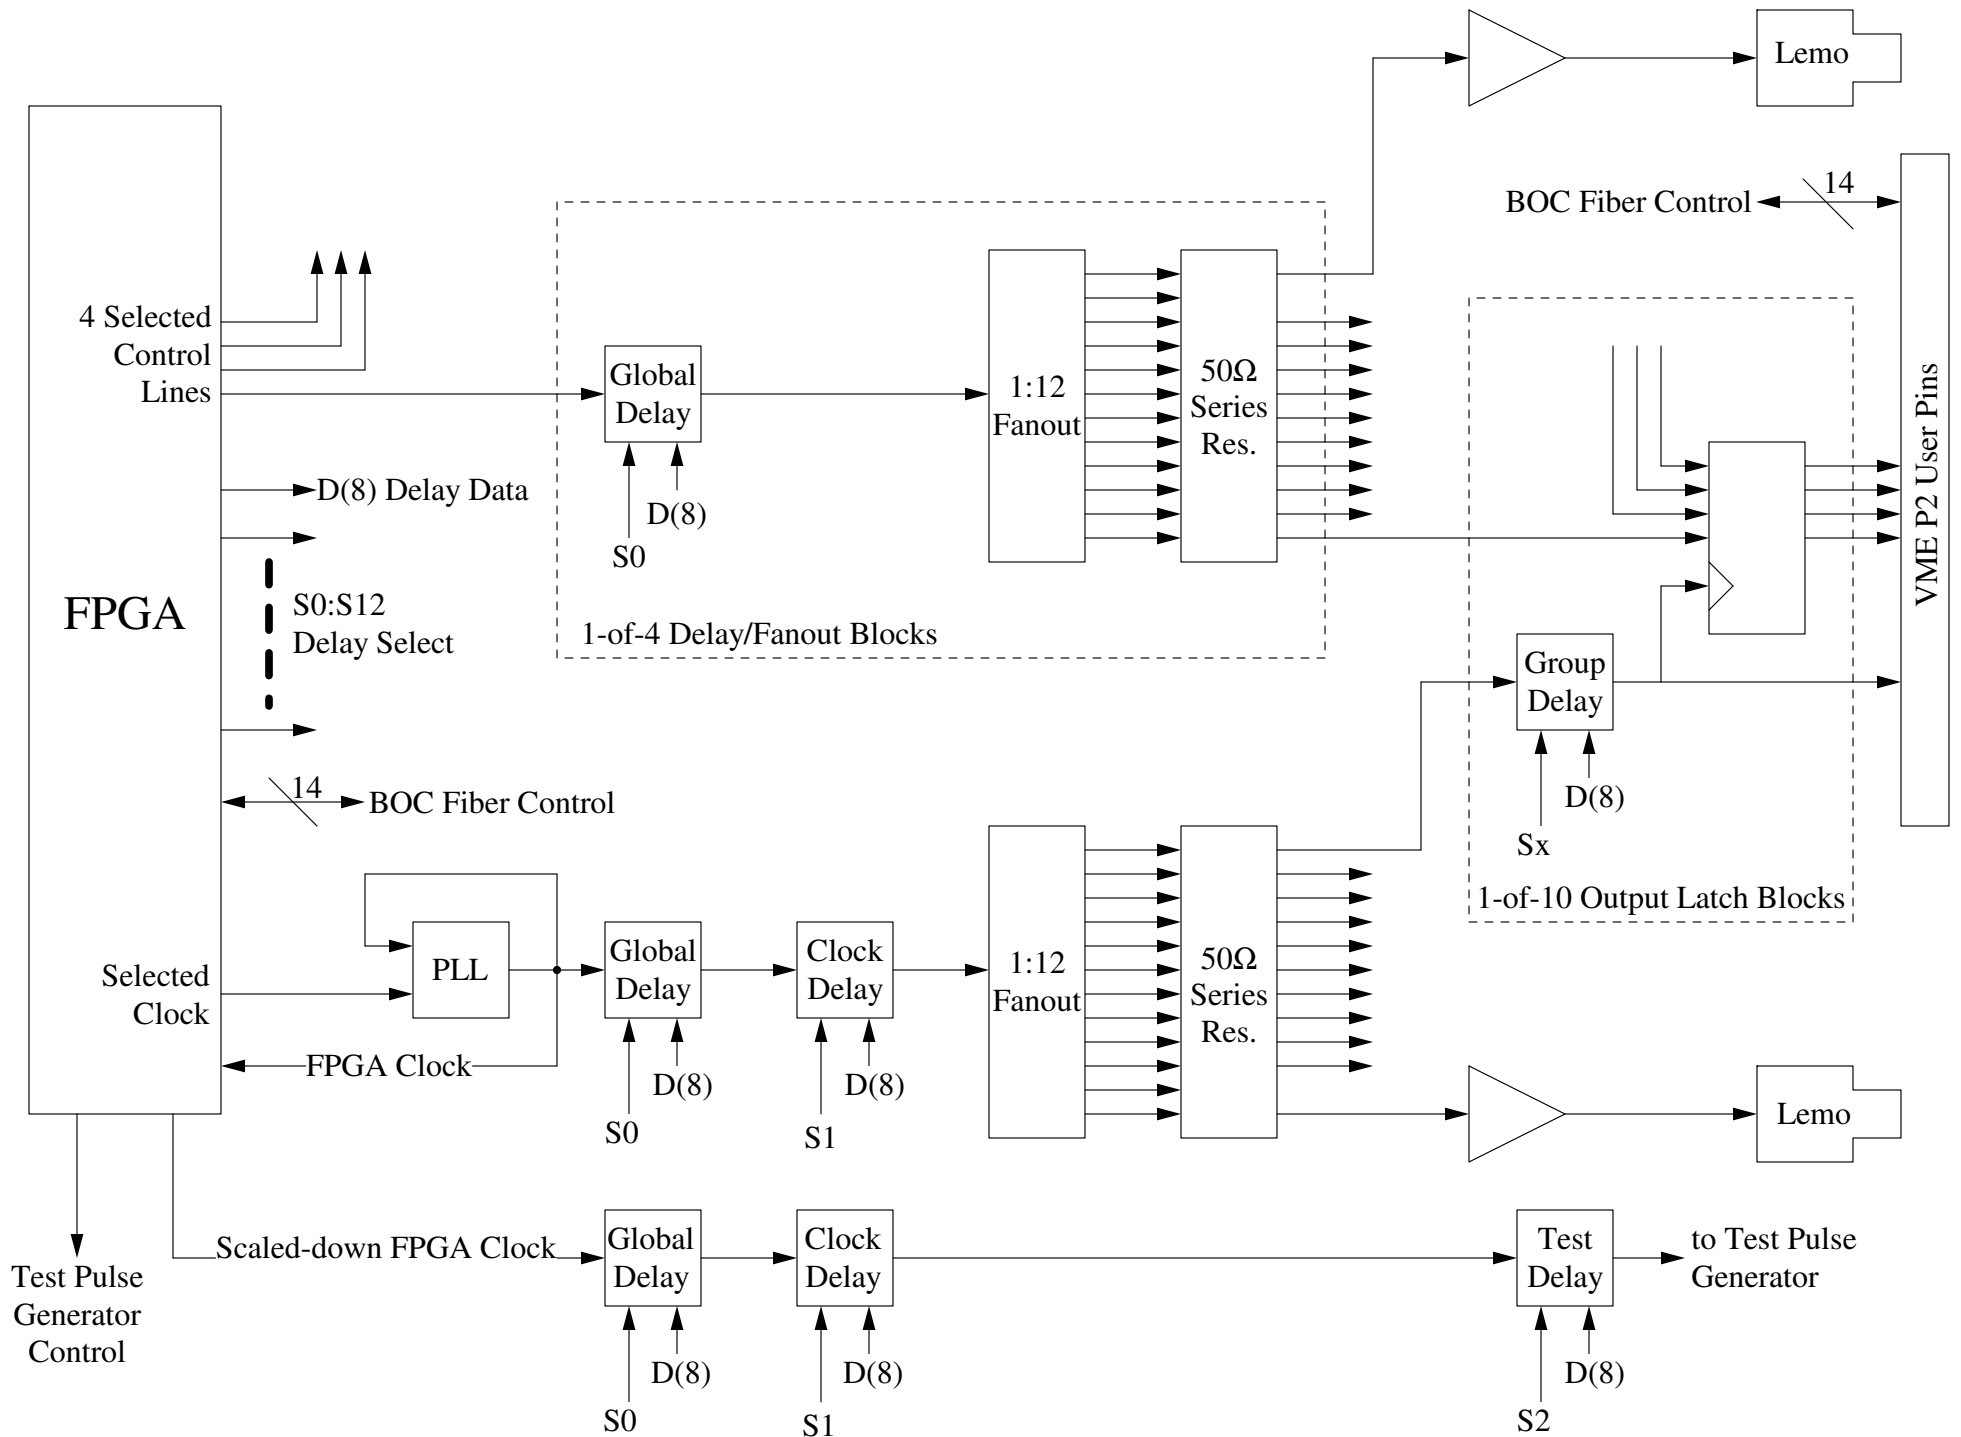 Lemo
14
BOC Fiber Control
4 Selected
Control
Lines
Global
Delay
D(8)
S0
1:12
Fanout
50Ω
Series
Res.
1-of-4 Delay/Fanout Blocks
VME P2 User Pins
D(8) Delay Data
S0:S12
Delay Select
FPGA
Group
Delay
D(8)
Sx
1-of-10 Output Latch Blocks
14
BOC Fiber Control
Selected
Clock
PLL
FPGA Clock
Global
Delay
D(8)
S0
Clock
Delay
D(8)
S1
1:12
Fanout
50Ω
Series
Res.
Lemo
Test Pulse
Generator
Control
Scaled-down FPGA Clock
Global
Delay
D(8)
S0
Clock
Delay
D(8)
S1
Test
Delay
D(8)
S2
to Test Pulse
Generator